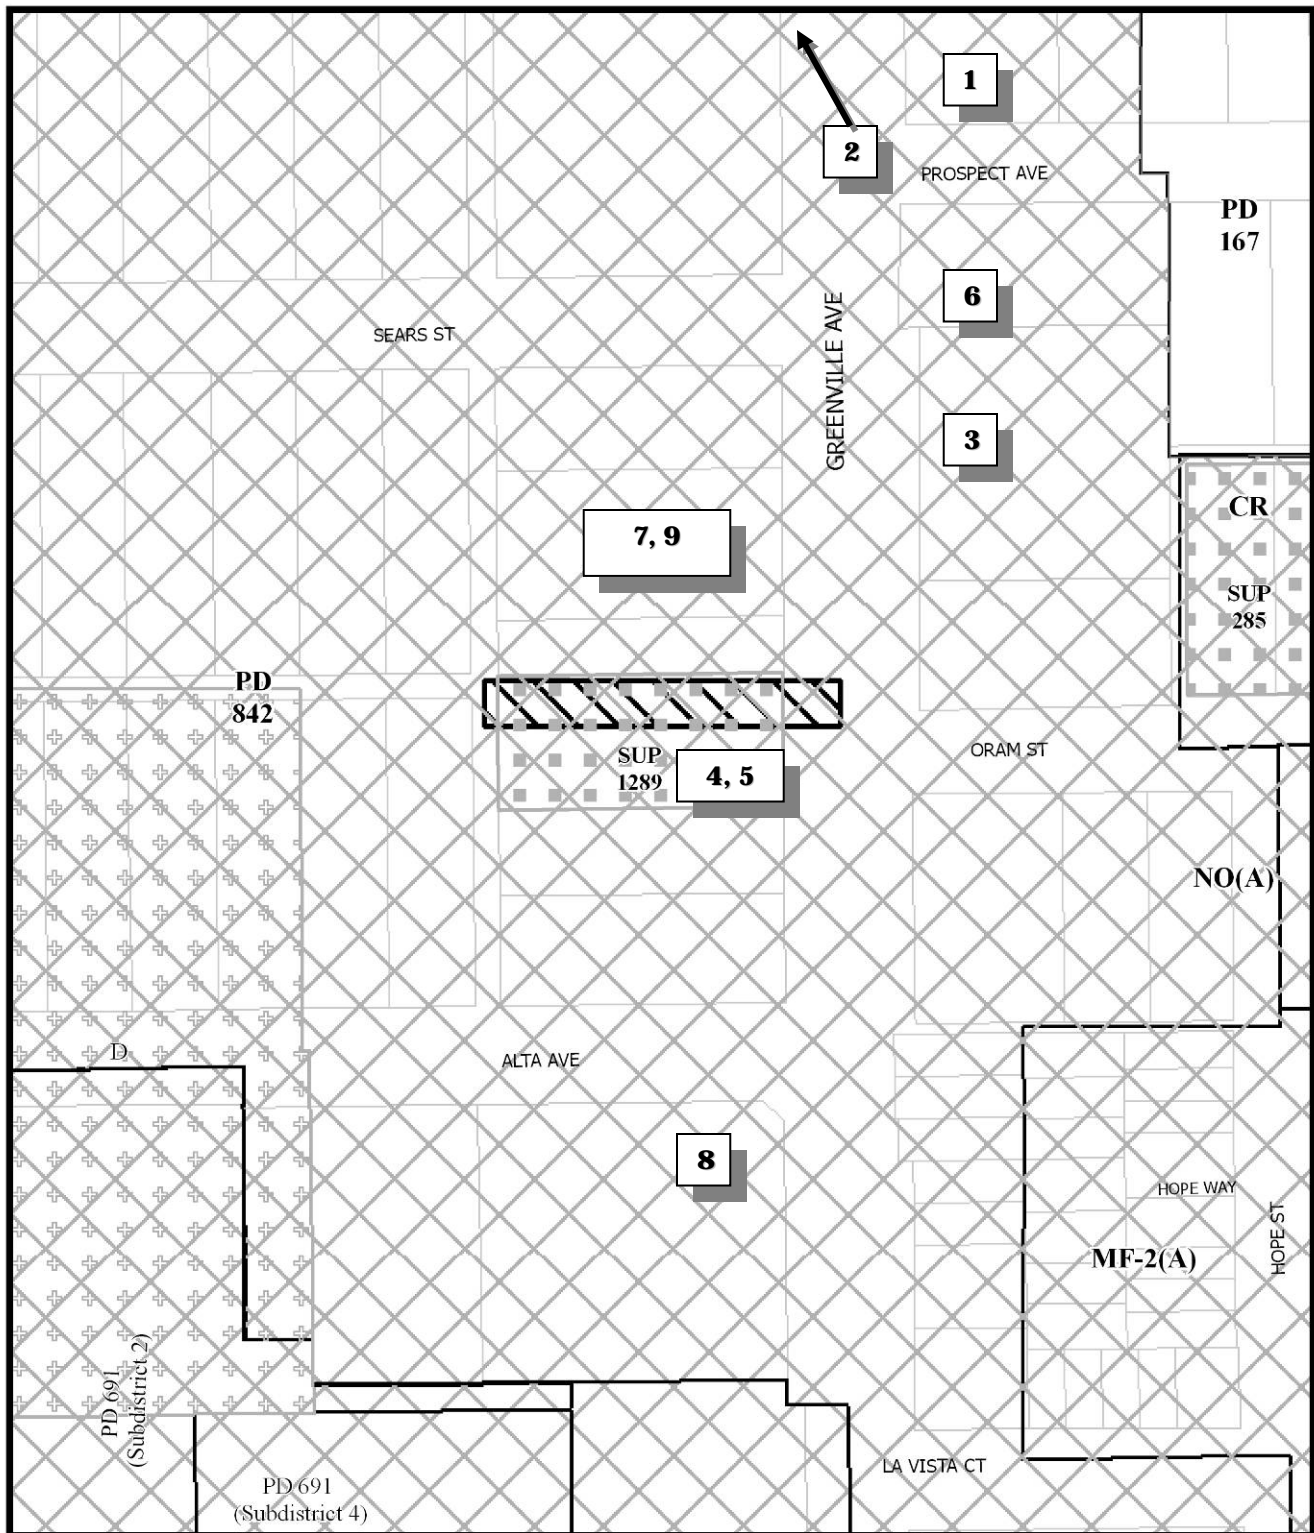 1
2
PROSPECT AVE
PD
167
6
SEARS ST
GREENVILLE AVE
3
CR
7, 9
SUP
285
PD
842
ORAM ST
SUP
1289
4, 5
NO(A)
D
ALTA AVE
8
HOPE WAY
HOPE ST
MF-2(A)
PD 691
(Subdistrict 2)
LA VISTA CT
PD 691
(Subdistrict 4)